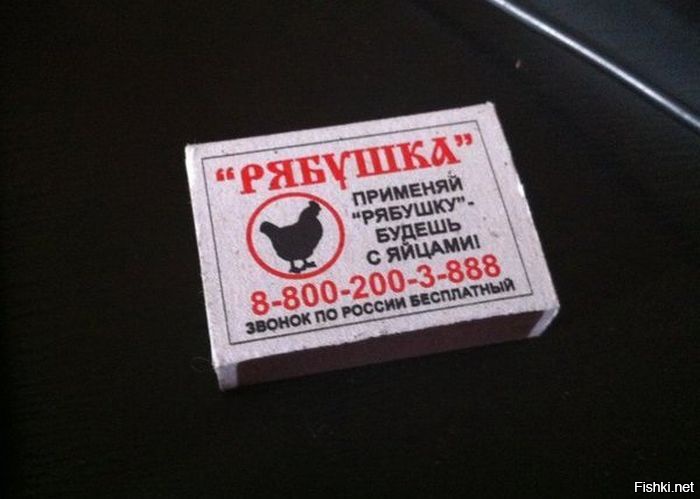 “РЯБУШКА”
ПРИМЕНЯЙ
“РЯБУШКУ”-
БУДЕШЬ
С ЯЙЦАМИ!
8-800-200-3-888
ЗВОНОК ПО РОССИИ БЕСПЛАТНЫЙ
Fishki.net